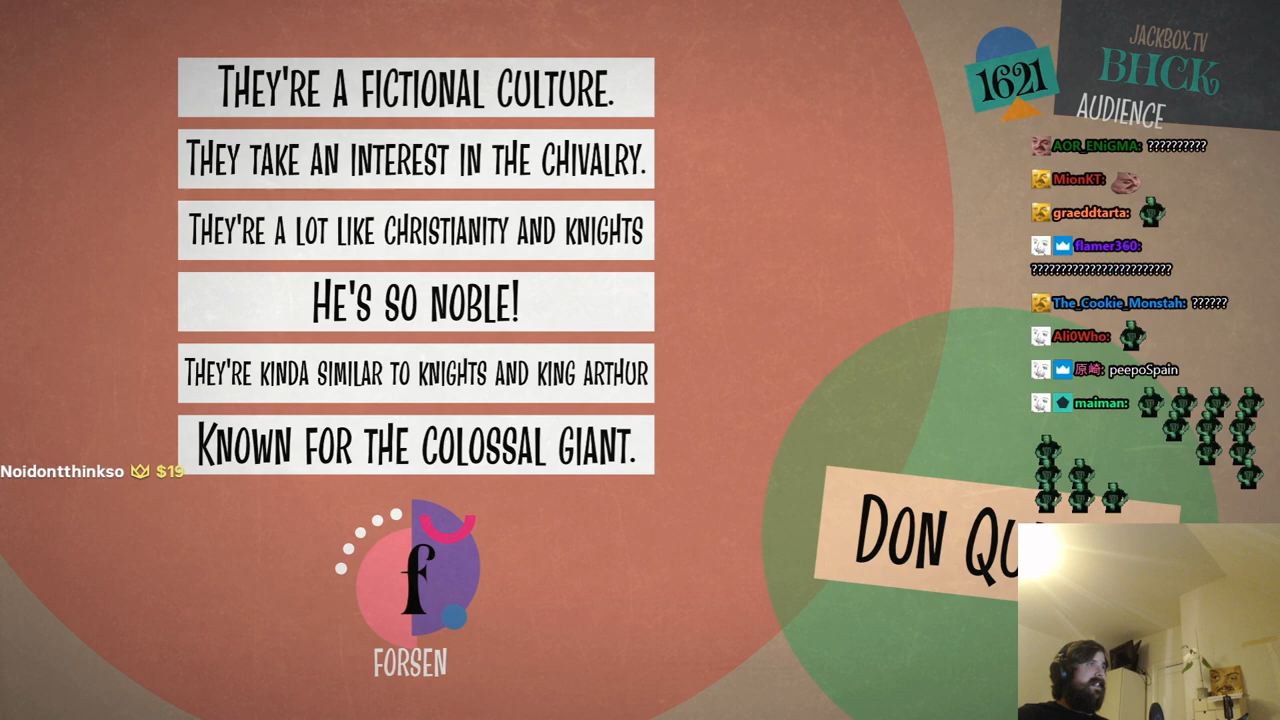 THEY'RE A FICTIONAL CULTURE.
THEY TAKE AN INTEREST IN THE CHIVALRY.
THEY'RE A LOT LIKE CHRISTIANITY AND KNIGHTS
HE'S SO NOBLE!
THEY'RE KINDA SIMILAR TO KNIGHTS AND KING ARTHUR
KNOWN FOR THE COLOSSAL GIANT.
Noidontthinkso $19
f
FORSEN
DON QU
1621
JACKBOX.TV
BHCK
AUDIENCE
AOR_ENiGMA: ??????????
MionKT:
graeddtarta:
flamer360:
????????????????????????
The_Cookie_Monstah: ??????
Ali0Who:
原崎: peepoSpain
maiman: